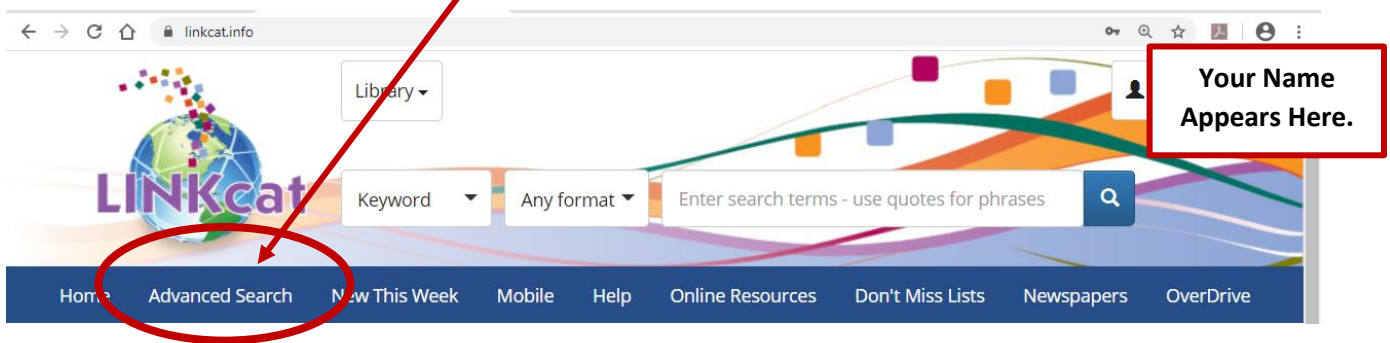 linkcat.info
Library
Your Name
Appears Here.
LINKcat
Keyword
Any format
Enter search terms - use quotes for phrases
Home Advanced Search New This Week Mobile Help Online Resources Don't Miss Lists Newspapers OverDrive